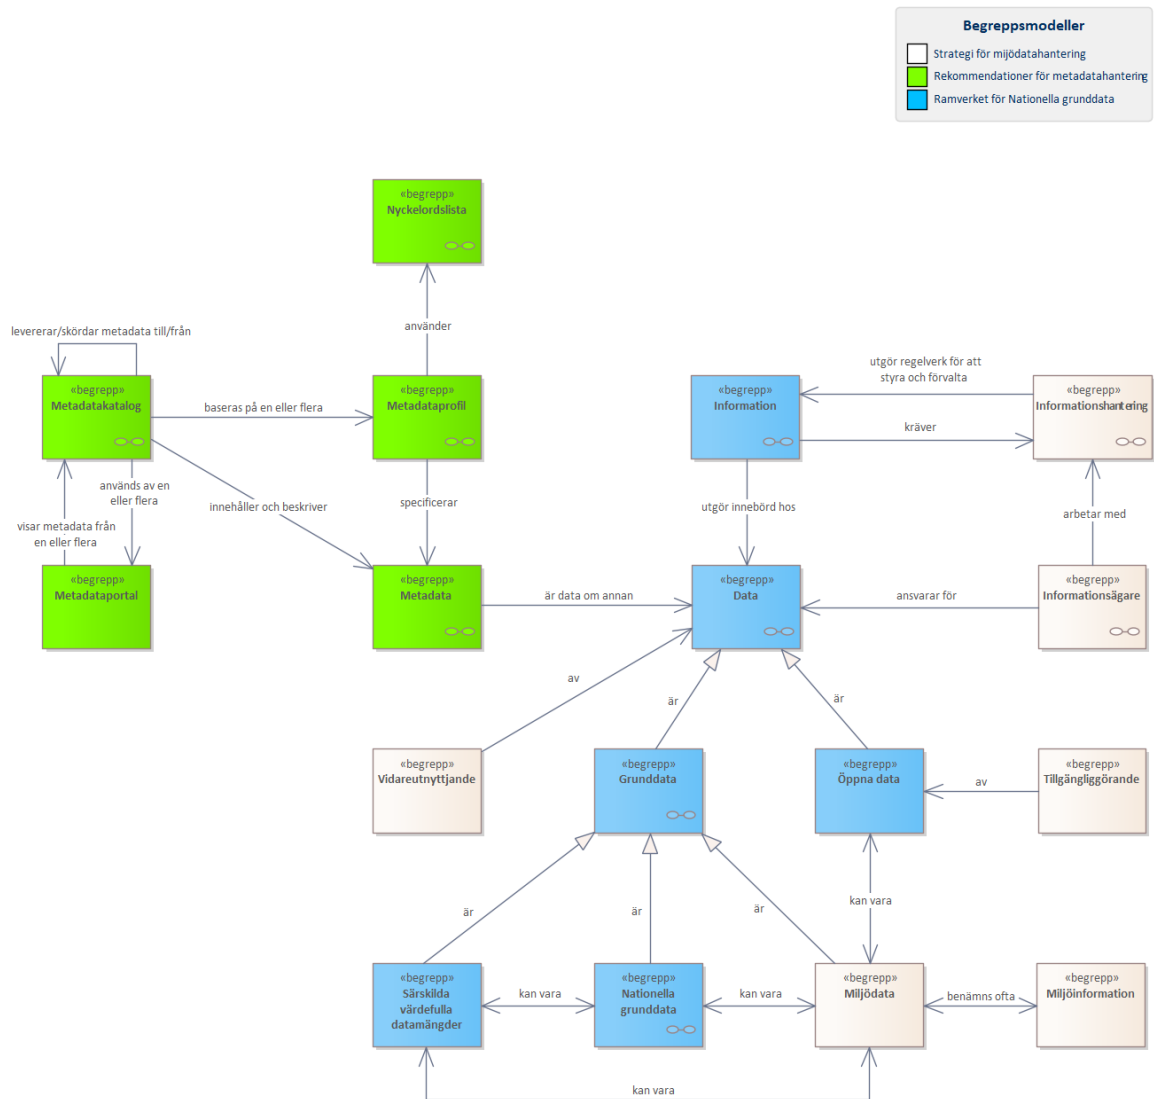 Begreppsmodeller
Strategi för mijödatahantering
Rekommendationer för metadatahantering
Ramverket för Nationella grunddata
«begrepp»
Nyckelordslista
använder
levererar/skördar metadata till/från
«begrepp»
Metadatakatalog
baseras på en eller flera
«begrepp»
Metadataprofil
«begrepp»
Information
utgör regelverk för att
styra och förvalta
kräver
«begrepp»
Informationshantering
används av en
eller flera
visar metadata från
en eller flera
innehåller och beskriver
specificerar
utgör innebörd hos
arbetar med
«begrepp»
Metadataportal
«begrepp»
Metadata
är data om annan
«begrepp»
Data
ansvarar för
«begrepp»
Informationsägare
av
är
är
«begrepp»
Vidareutnyttjande
«begrepp»
Grunddata
«begrepp»
Öppna data
av
«begrepp»
Tillgängliggörande
är
är
är
kan vara
«begrepp»
Särskilda
värdefulla
datamängder
kan vara
«begrepp»
Nationella
grunddata
kan vara
«begrepp»
Miljödata
benämns ofta
«begrepp»
Miljöinformation
kan vara